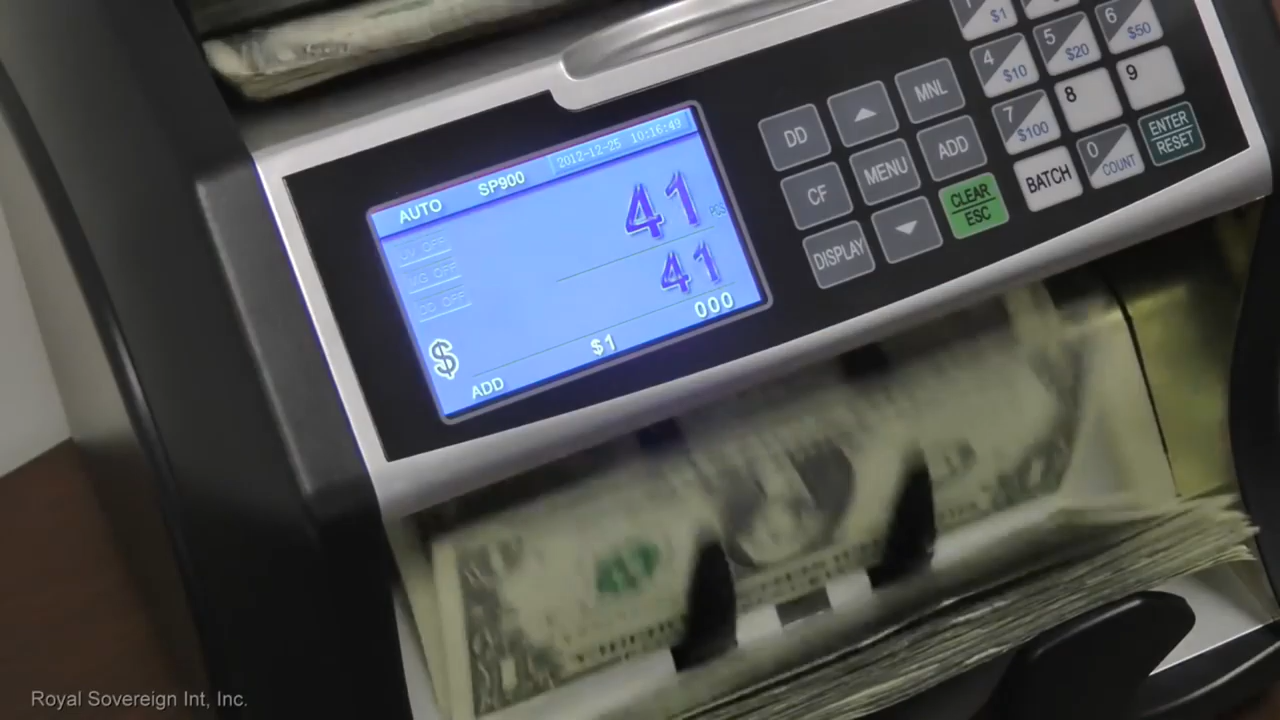 AUTO SP900 2012-12-25 10:16:49
41 PCS
UV OFF
MG OFF
41
DD OFF
000
$ $1
ADD
DD
MNL
CF
MENU
ADD
DISPLAY
CLEAR
ESC
1 $1
4 $10
5 $20
6 $50
7 $100
8
9
BATCH
0 COUNT
ENTER
RESET
Royal Sovereign Int, Inc.